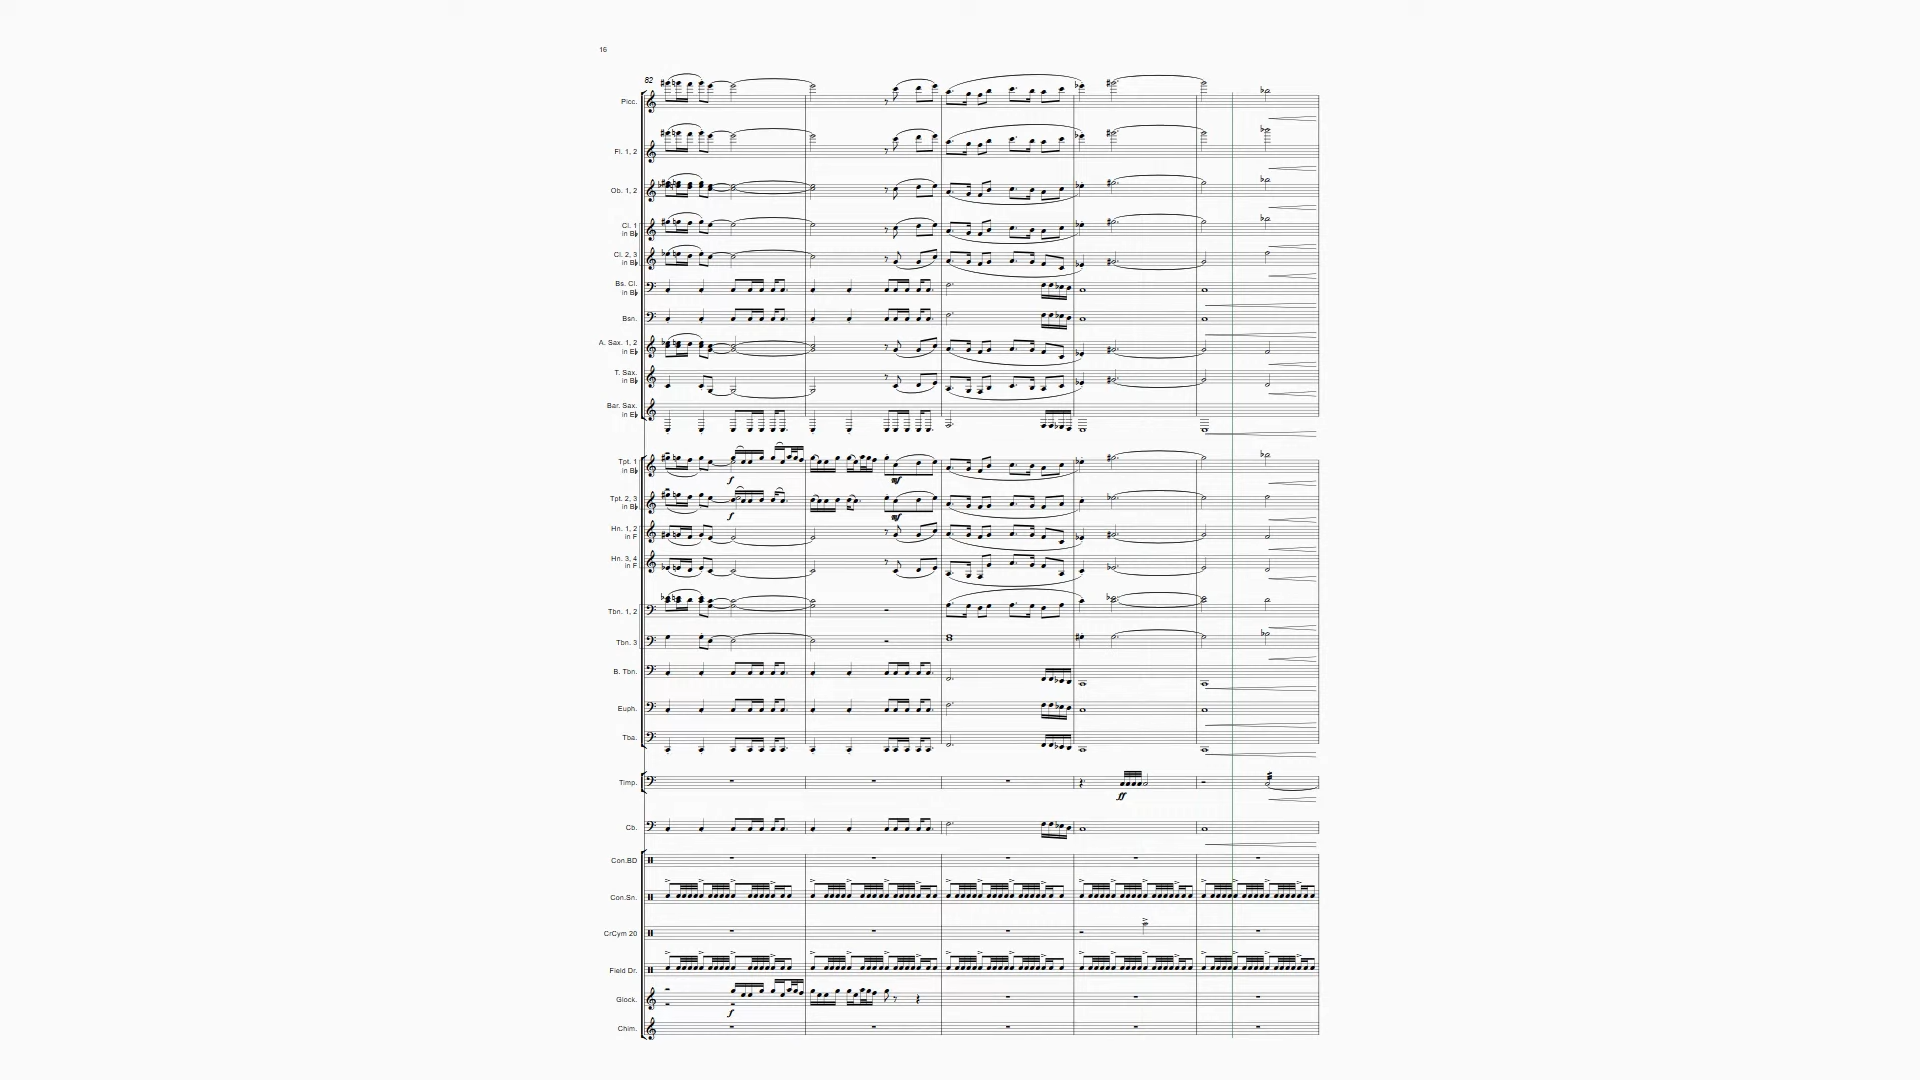 16
82
Picc.
Fl. 1, 2
Ob. 1, 2
Cl. 1
in B♭
Cl. 2, 3
in B♭
Bs. Cl.
in B♭
Bsn.
A. Sax. 1, 2
in E♭
T. Sax.
in B♭
Bar. Sax.
in E♭
Tpt. 1
in B♭
f
mf
Tpt. 2, 3
in B♭
f
mf
Hn. 1, 2
in F
Hn. 3, 4
in F
Tbn. 1, 2
Tbn. 3
B. Tbn.
Euph.
Tba.
Timp.
ff
Cb.
Con.BD
Con.Sn.
CrCym 20
Field Dr.
Glock.
f
Chim.